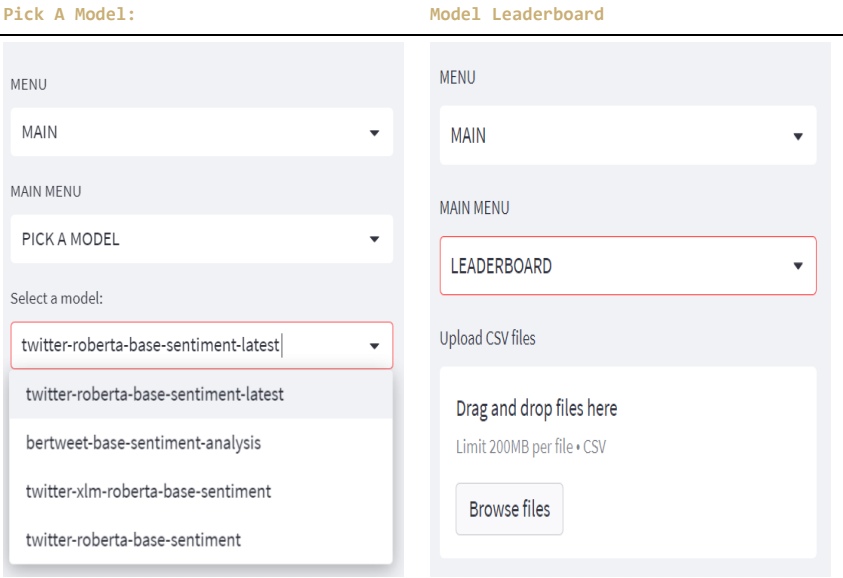 Pick A Model:
MENU
MAIN
MAIN MENU
PICK A MODEL
Select a model:
twitter-roberta-base-sentiment-latest
twitter-roberta-base-sentiment-latest
bertweet-base-sentiment-analysis
twitter-xlm-roberta-base-sentiment
twitter-roberta-base-sentiment
Model Leaderboard
MENU
MAIN
MAIN MENU
LEADERBOARD
Upload CSV files
Drag and drop files here
Limit 200MB per file • CSV
Browse files